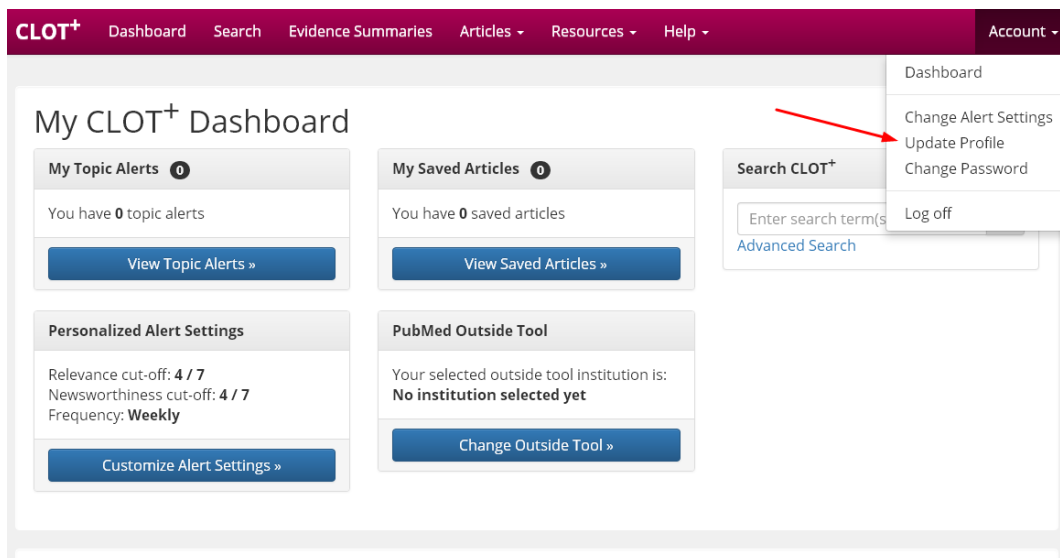 CLOT+ Dashboard Search Evidence Summaries Articles Resources Help Account
Dashboard
Change Alert Settings
Update Profile
Change Password
Log off
My CLOT+ Dashboard
My Topic Alerts 0
You have 0 topic alerts
View Topic Alerts »
My Saved Articles 0
You have 0 saved articles
View Saved Articles »
Search CLOT+
Enter search term(s
Advanced Search
Personalized Alert Settings
Relevance cut-off: 4 / 7
Newsworthiness cut-off: 4 / 7
Frequency: Weekly
Customize Alert Settings »
PubMed Outside Tool
Your selected outside tool institution is:
No institution selected yet
Change Outside Tool »